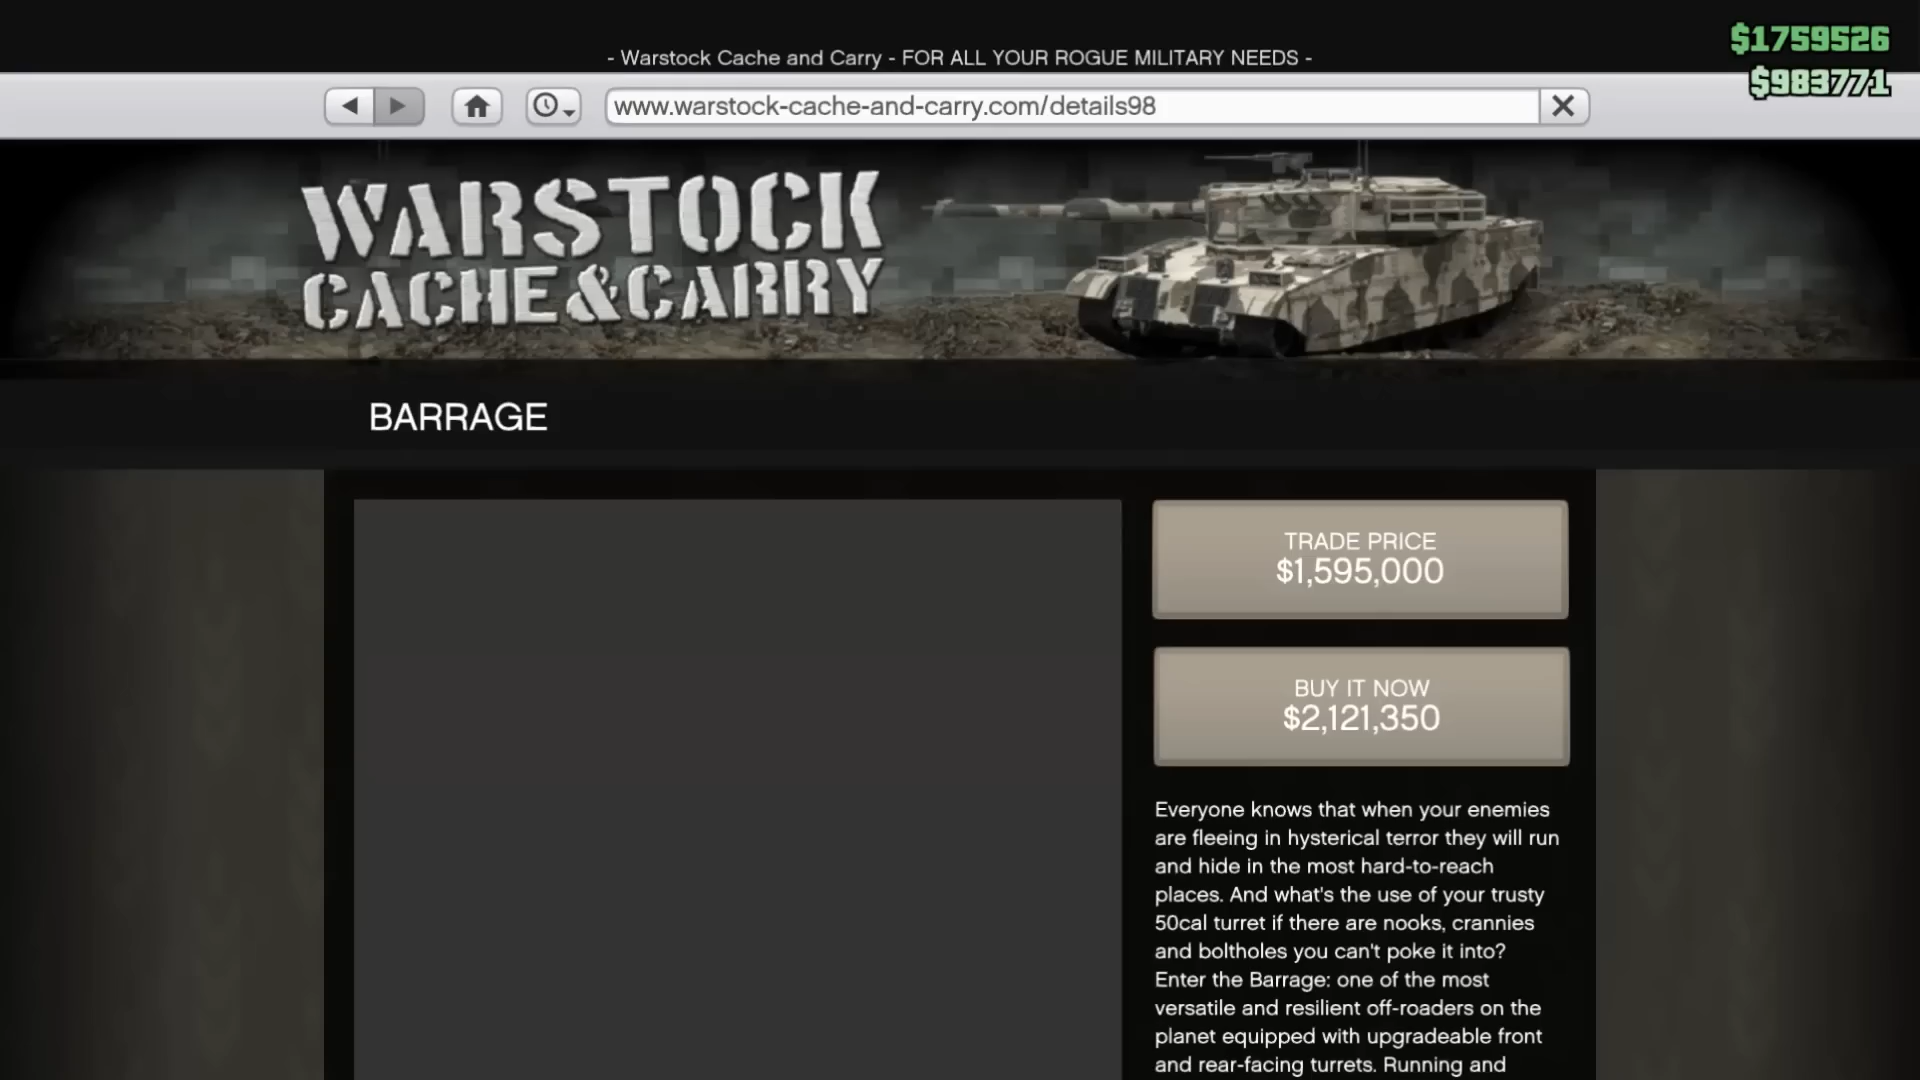 $1759526
- Warstock Cache and Carry - FOR ALL YOUR ROGUE MILITARY NEEDS -
$983771
www.warstock-cache-and-carry.com/details98
WARSTOCK
CACHE & CARRY
BARRAGE
TRADE PRICE
$1,595,000
BUY IT NOW
$2,121,350
Everyone knows that when your enemies
are fleeing in hysterical terror they will run
and hide in the most hard-to-reach
places. And what's the use of your trusty
50cal turret if there are nooks, crannies
and boltholes you can't poke it into?
Enter the Barrage: one of the most
versatile and resilient off-roaders on the
planet equipped with upgradeable front
and rear-facing turrets. Running and